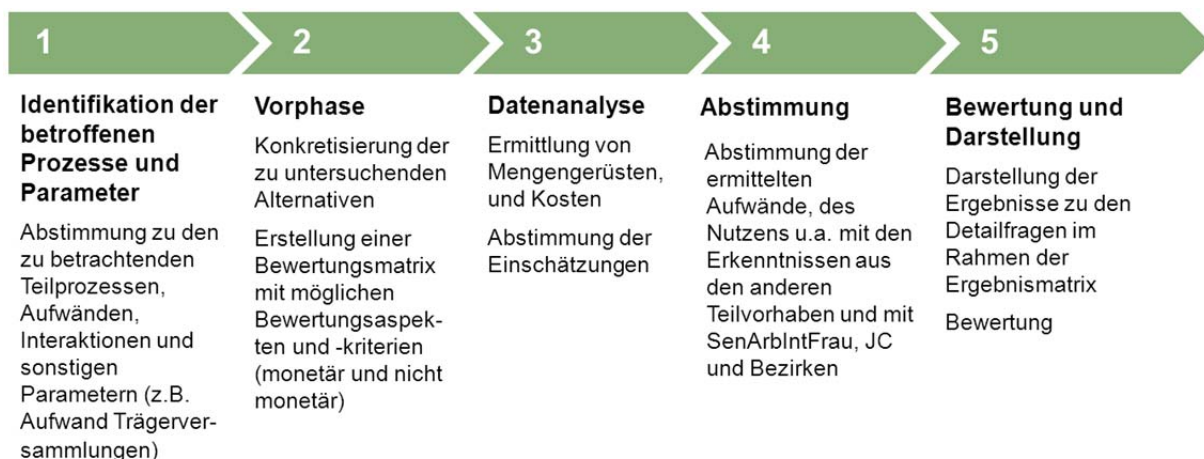 1
Identifikation der
betroffenen
Prozesse und
Parameter
Abstimmung zu den
zu betrachtenden
Teilprozessen,
Aufwänden,
Interaktionen und
sonstigen
Parametern (z.B.
Aufwand Trägerver-
sammlungen)
2
Vorphase
Konkretisierung der
zu untersuchenden
Alternativen
Erstellung einer
Bewertungsmatrix
mit möglichen
Bewertungsaspek-
ten und -kriterien
(monetär und nicht
monetär)
3
Datenanalyse
Ermittlung von
Mengengerüsten,
und Kosten
Abstimmung der
Einschätzungen
4
Abstimmung
Abstimmung der
ermittelten
Aufwände, des
Nutzens u.a. mit den
Erkenntnissen aus
den anderen
Teilvorhaben und mit
SenArbIntFrau, JC
und Bezirken
5
Bewertung und
Darstellung
Darstellung der
Ergebnisse zu den
Detailfragen im
Rahmen der
Ergebnismatrix
Bewertung